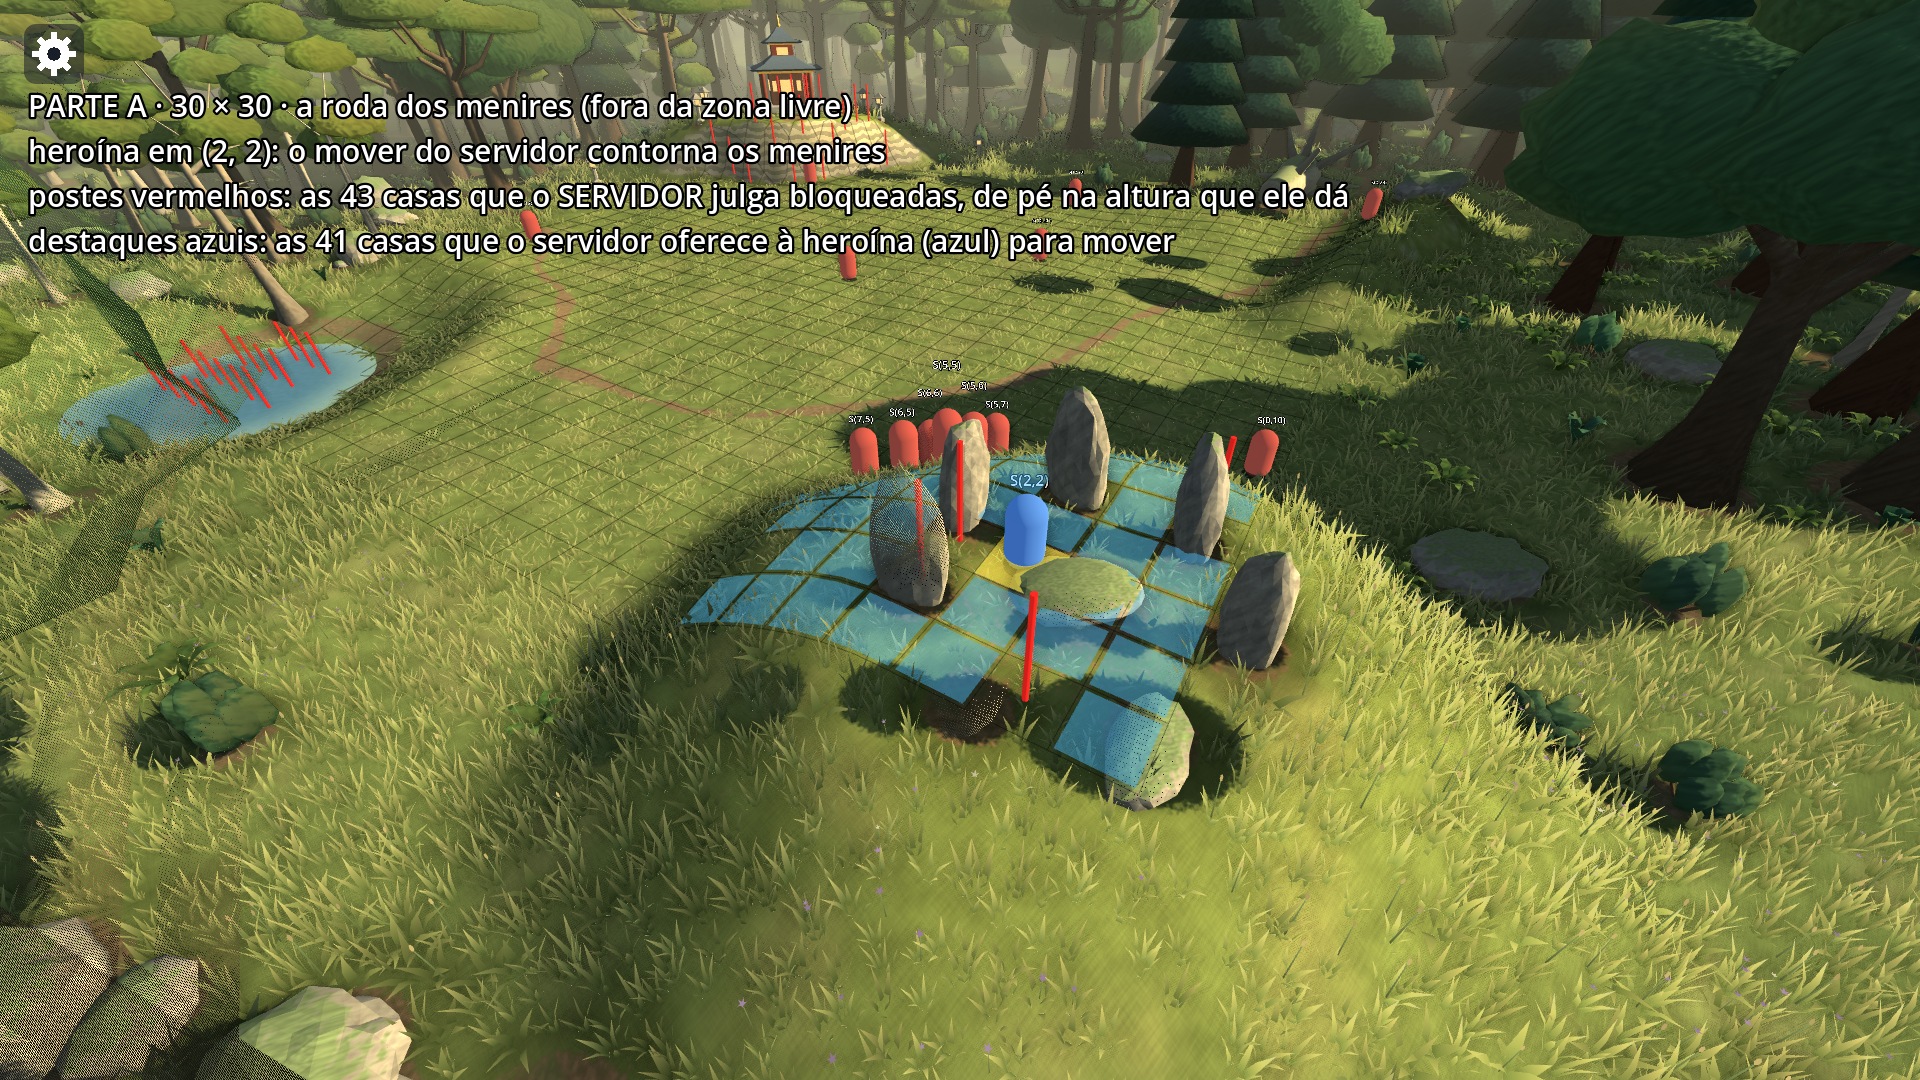 PARTE A · 30 × 30 · a roda dos menires (fora da zona livre)
heroína em (2, 2): o mover do servidor contorna os menires
postes vermelhos: as 43 casas que o SERVIDOR julga bloqueadas, de pé na altura que ele dá
destaques azuis: as 41 casas que o servidor oferece à heroína (azul) para mover
S(5,5)
S(5,6)
S(6,6)
S(5,7)
S(6,5)
S(7,5)
S(0,10)
S(2,2)